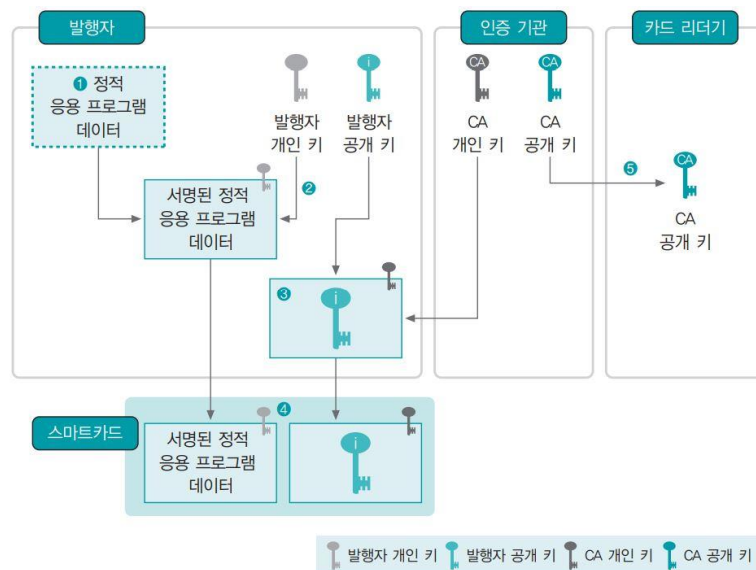 발행자
인증 기관
카드 리더기
❶ 정적
응용 프로그램
데이터
발행자
개인 키
i
발행자
공개 키
CA
CA
개인 키
CA
CA
공개 키
❷
서명된 정적
응용 프로그램
데이터
❺
CA
CA
공개 키
❸
i
스마트카드
❹
서명된 정적
응용 프로그램
데이터
i
발행자 개인 키 발행자 공개 키 CA 개인 키 CA 공개 키